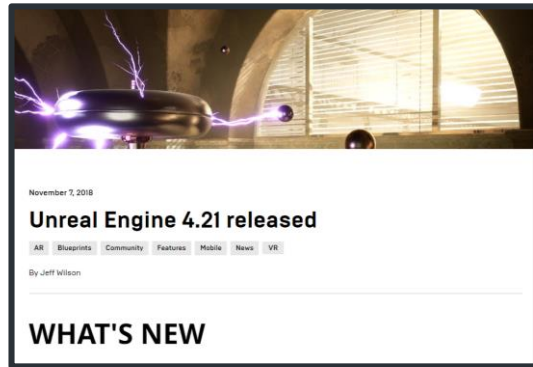 November 7, 2018
Unreal Engine 4.21 released
AR Blueprints Community Features Mobile News VR
By Jeff Wilson
WHAT'S NEW